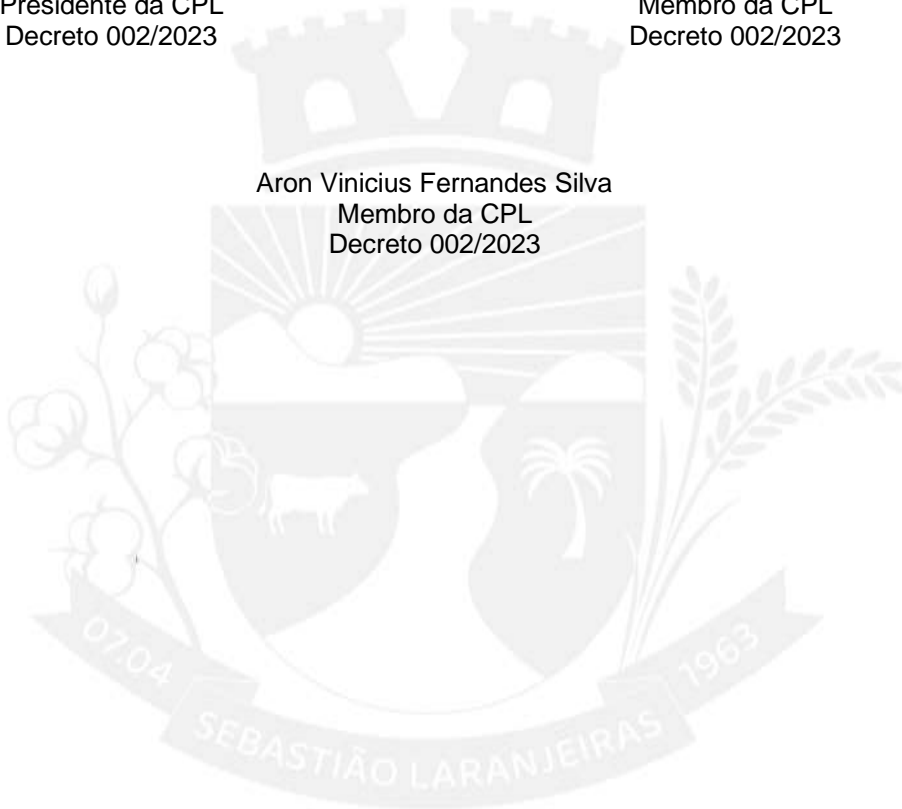 Presidente da CPL
Decreto 002/2023
Membro da CPL
Decreto 002/2023
Aron Vinicius Fernandes Silva
Membro da CPL
Decreto 002/2023
07.04
1963
SEBASTIÃO LARANJEIRAS